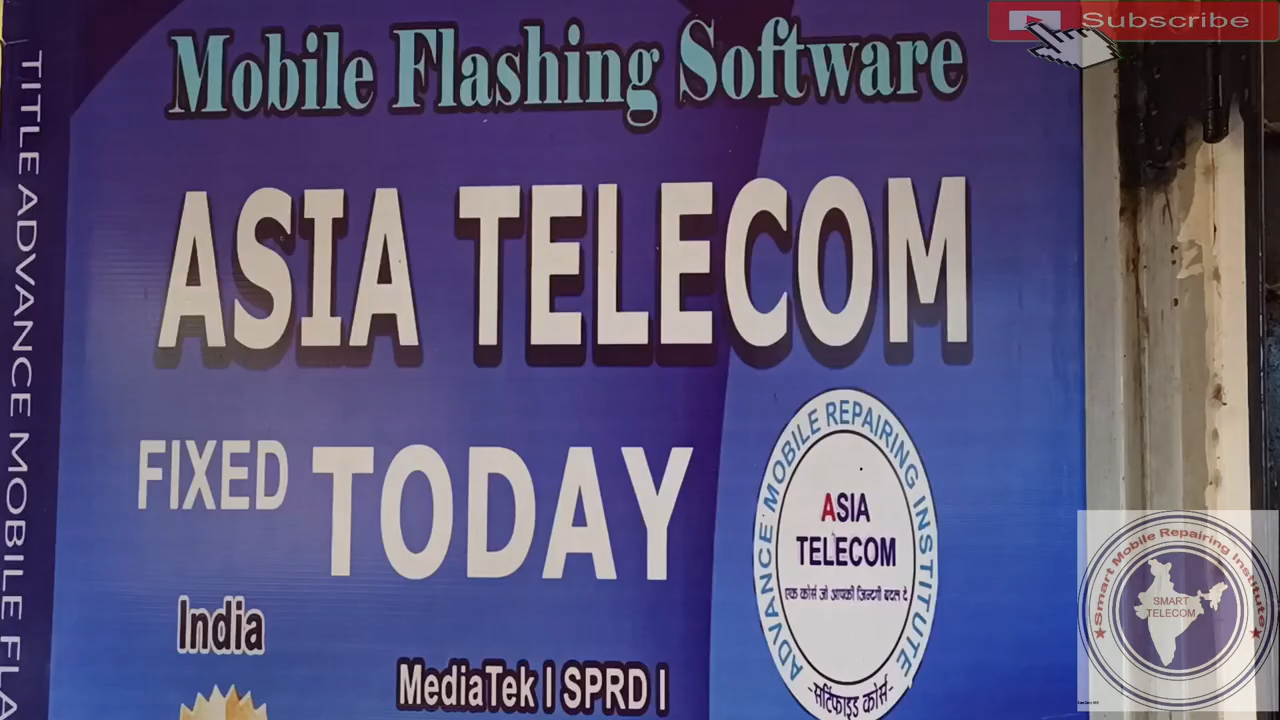 Subscribe
Mobile Flashing Software
ASIA TELECOM
FIXED TODAY
India
MediaTek | SPRD |
TITLE ADVANCE MOBILE FLA
ADVANCE MOBILE REPAIRING INSTITUTE
ASIA
TELECOM
एक कोर्स जो आपकी जिन्दगी बदल दे
-सर्टिफाइड कोर्स-
Smart Mobile Repairing Institute
SMART
TELECOM